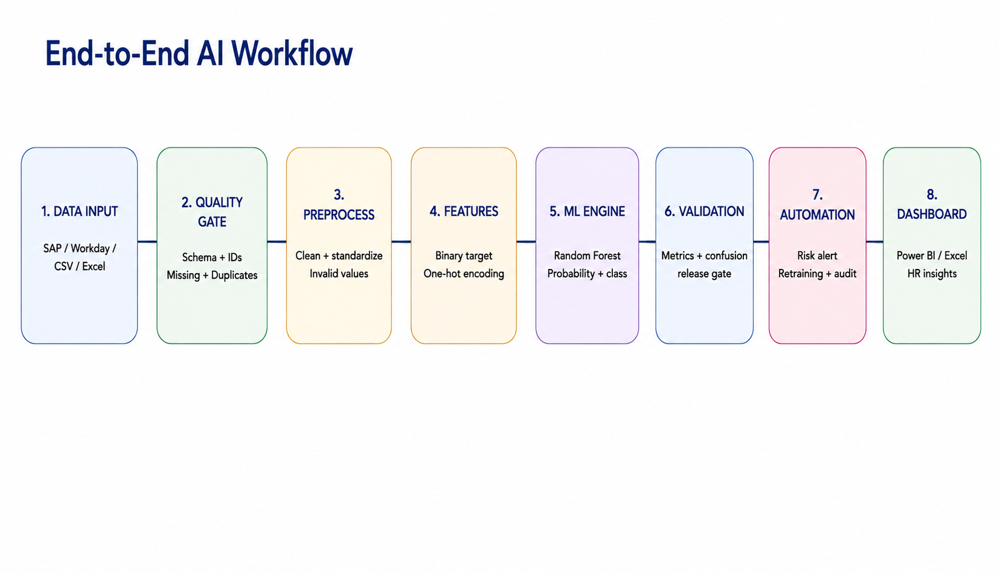 End-to-End AI Workflow
1. DATA INPUT
SAP / Workday /
CSV / Excel
2. QUALITY
GATE
Schema + IDs
Missing + Duplicates
3.
PREPROCESS
Clean + standardize
Invalid values
4. FEATURES
Binary target
One-hot encoding
5. ML ENGINE
Random Forest
Probability + class
6. VALIDATION
Metrics + confusion
release gate
7.
AUTOMATION
Risk alert
Retraining + audit
8.
DASHBOARD
Power BI / Excel
HR insights